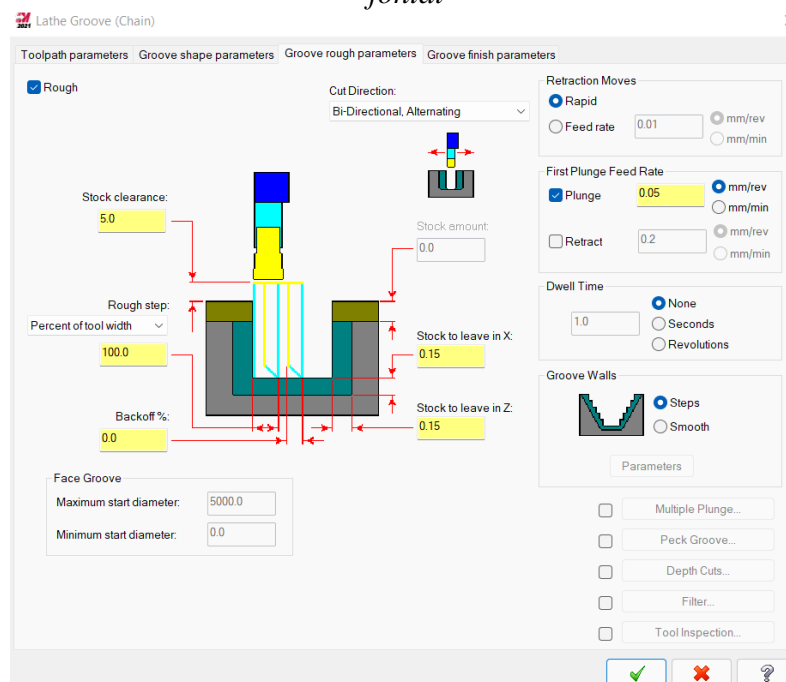 2021 Lathe Groove (Chain)
Toolpath parameters Groove shape parameters Groove rough parameters Groove finish parameters
Rough
Cut Direction:
Bi-Directional, Alternating
Stock clearance:
5.0
Stock amount:
0.0
Rough step:
Percent of tool width
100.0
Stock to leave in X:
0.15
Backoff %:
0.0
Stock to leave in Z:
0.15
Face Groove
Maximum start diameter: 5000.0
Minimum start diameter: 0.0
Retraction Moves
Rapid
Feed rate 0.01 mm/rev
mm/min
First Plunge Feed Rate
Plunge 0.05 mm/rev
mm/min
Retract 0.2 mm/rev
mm/min
Dwell Time
None
1.0 Seconds
Revolutions
Groove Walls
Steps
Smooth
Parameters
Multiple Plunge...
Peck Groove...
Depth Cuts...
Filter...
Tool Inspection...
?